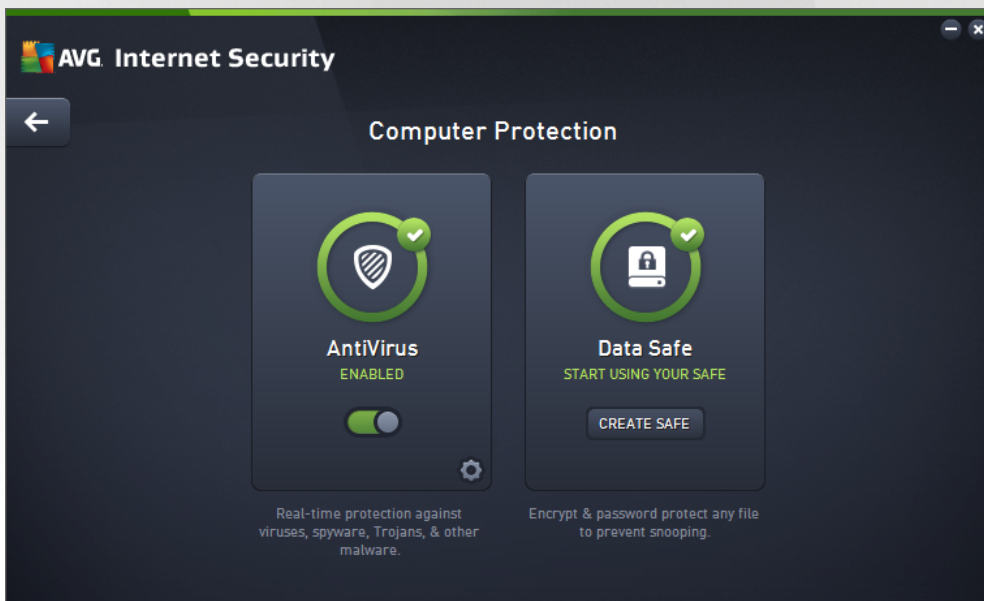 AVG. Internet Security
Computer Protection
AntiVirus
ENABLED
Real-time protection against
viruses, spyware, Trojans, & other
malware.
Data Safe
START USING YOUR SAFE
CREATE SAFE
Encrypt & password protect any file
to prevent snooping.